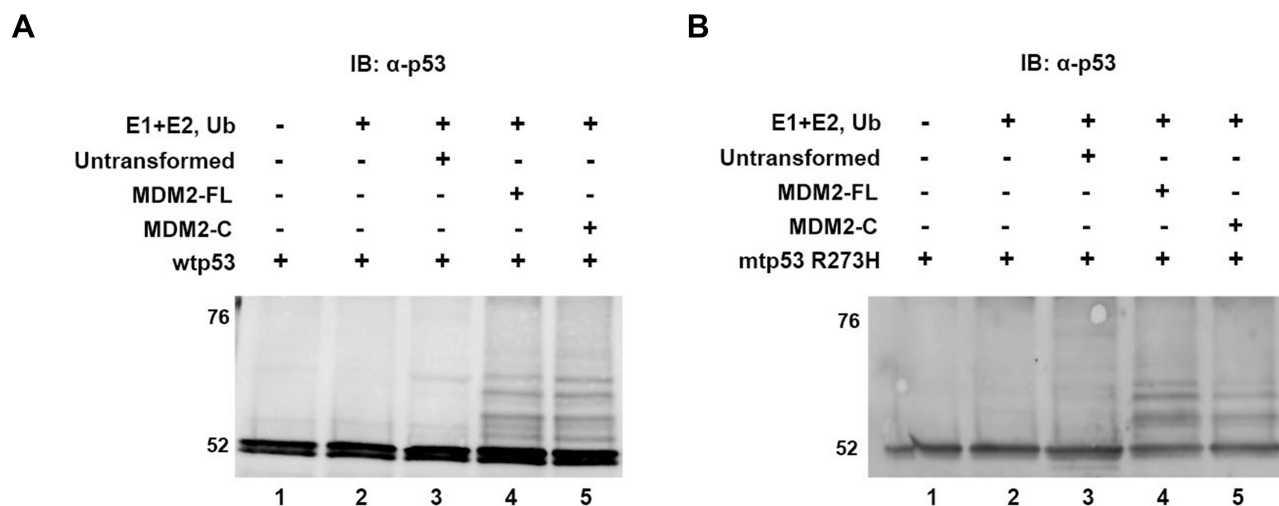 A
IB: α-p53
E1+E2, Ub - + + + +
Untransformed - - + - -
MDM2-FL - - - + -
MDM2-C - - - - +
wtp53 + + + + +
76
52
1 2 3 4 5
B
IB: α-p53
E1+E2, Ub - + + + +
Untransformed - - + - -
MDM2-FL - - - + -
MDM2-C - - - - +
mtp53 R273H + + + + +
76
52
1 2 3 4 5